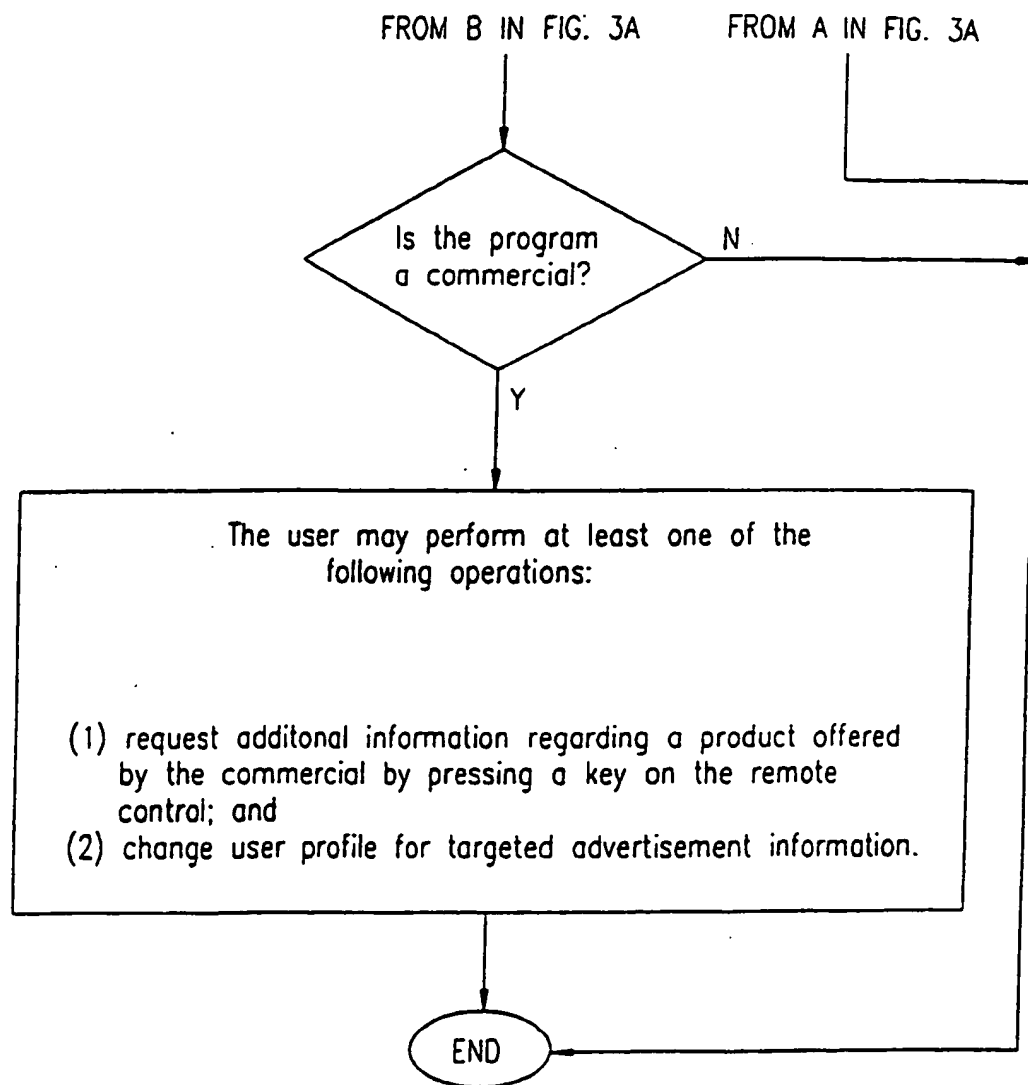 FROM B IN FIG. 3A
FROM A IN FIG. 3A
Is the program
a commercial?
N
Y
The user may perform at least one of the
following operations:
(1) request additonal information regarding a product offered
by the commercial by pressing a key on the remote
control; and
(2) change user profile for targeted advertisement information.
END